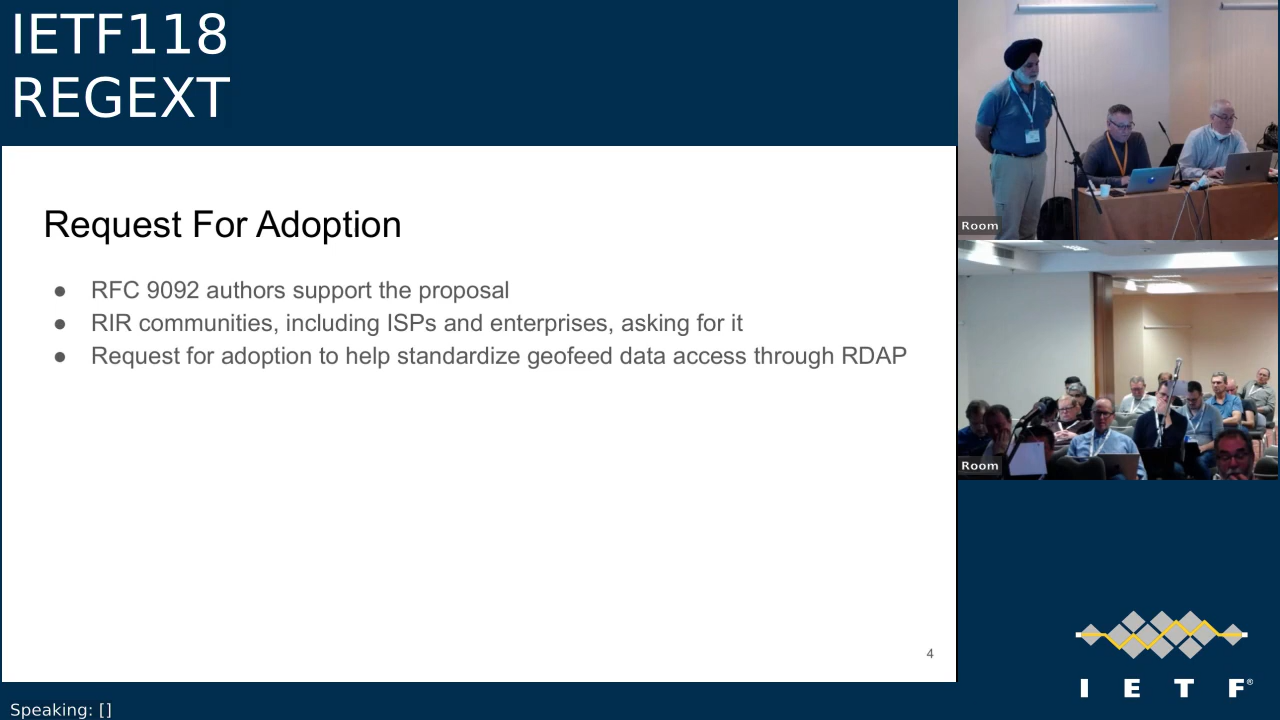 IETF118
REGEXT
Request For Adoption
● RFC 9092 authors support the proposal
● RIR communities, including ISPs and enterprises, asking for it
● Request for adoption to help standardize geofeed data access through RDAP
4
Room
Room
I E T F®
Speaking: []